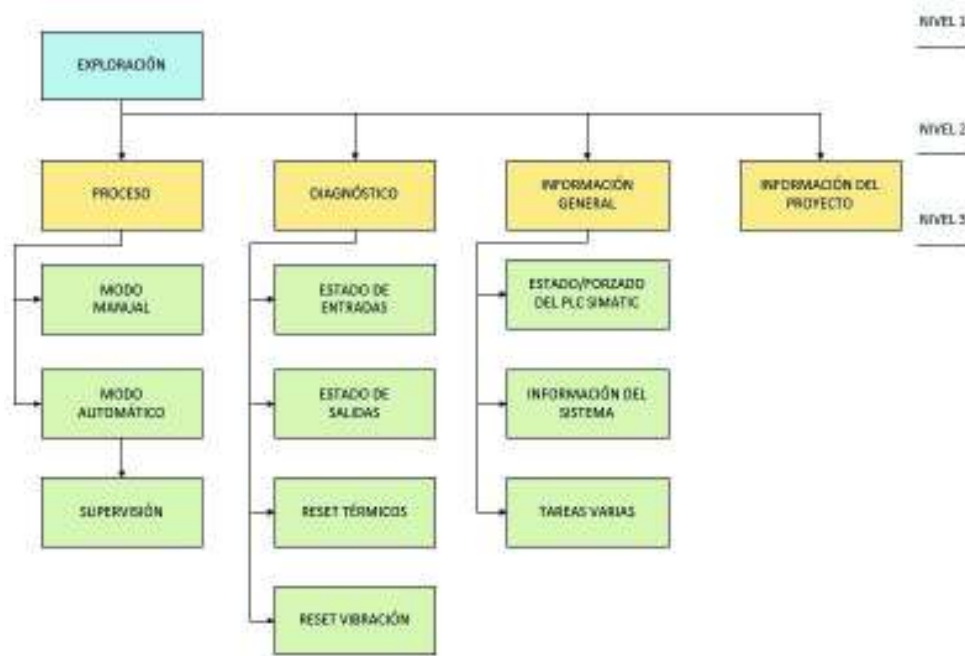 NIVEL 1
EXPLORACIÓN
NIVEL 2
PROCESO
DIAGNÓSTICO
INFORMACIÓN
GENERAL
INFORMACIÓN DEL
PROYECTO
NIVEL 3
MODO
MANUAL
ESTADO DE
ENTRADAS
ESTADO/FORZADO
DEL PLC SIMATIC
MODO
AUTOMÁTICO
ESTADO DE
SALIDAS
INFORMACIÓN DEL
SISTEMA
SUPERVISIÓN
RESET TÉRMICOS
TAREAS VARIAS
RESET VIBRACIÓN